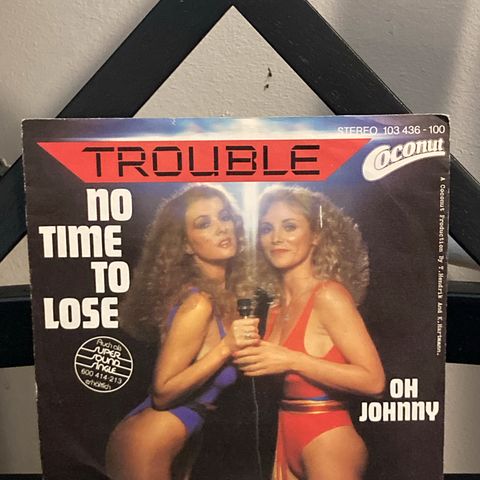 STEREO 103 436-100
TROUBLE
Coconut
NO
TIME
TO
LOSE
A Coconut Production By T.Hendrik And K.Hartmann.
Auch als
SUPER
SOUND
SINGLE
600 414-213
erhältlich
OH
JOHNNY